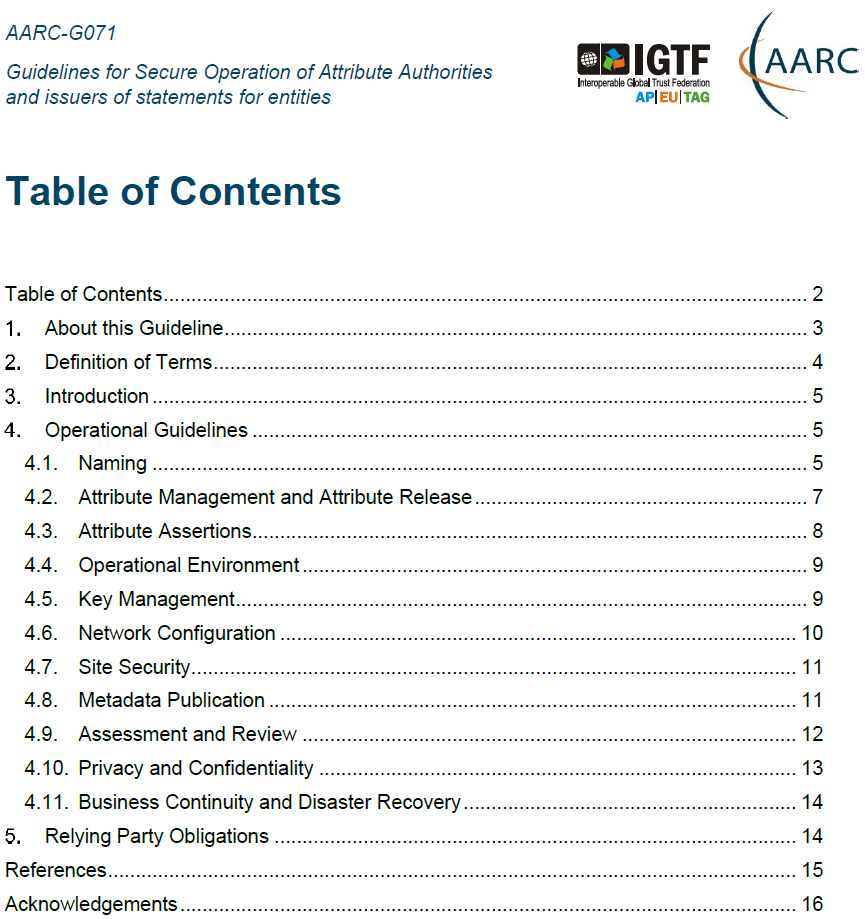 AARC-G071
Guidelines for Secure Operation of Attribute Authorities
and issuers of statements for entities
IGTF
Interoperable Global Trust Federation
AP|EU|TAG
AARC
Table of Contents
Table of Contents 2
1. About this Guideline 3
2. Definition of Terms 4
3. Introduction 5
4. Operational Guidelines 5
4.1. Naming 5
4.2. Attribute Management and Attribute Release 7
4.3. Attribute Assertions 8
4.4. Operational Environment 9
4.5. Key Management 9
4.6. Network Configuration 10
4.7. Site Security 11
4.8. Metadata Publication 11
4.9. Assessment and Review 12
4.10. Privacy and Confidentiality 13
4.11. Business Continuity and Disaster Recovery 14
5. Relying Party Obligations 14
References 15
Acknowledgements 16